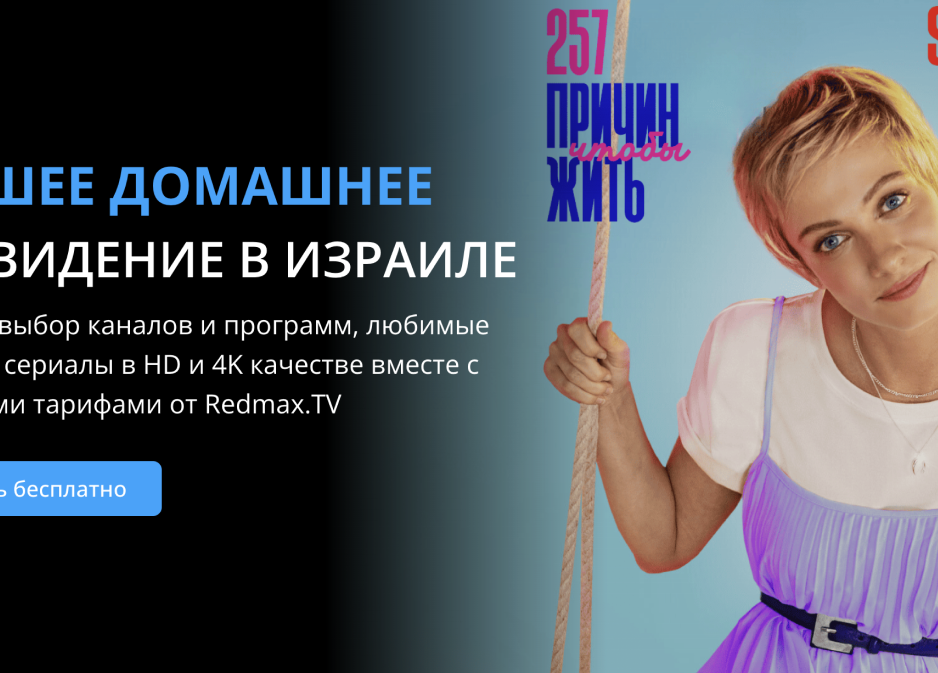 257
ПРИЧИН
чтобы
ЖИТЬ
ШЕЕ ДОМАШНЕЕ
ВИДЕНИЕ В ИЗРАИЛЕ
выбор каналов и программ, любимые
сериалы в HD и 4K качестве вместе с
ми тарифами от Redmax.TV
ь бесплатно